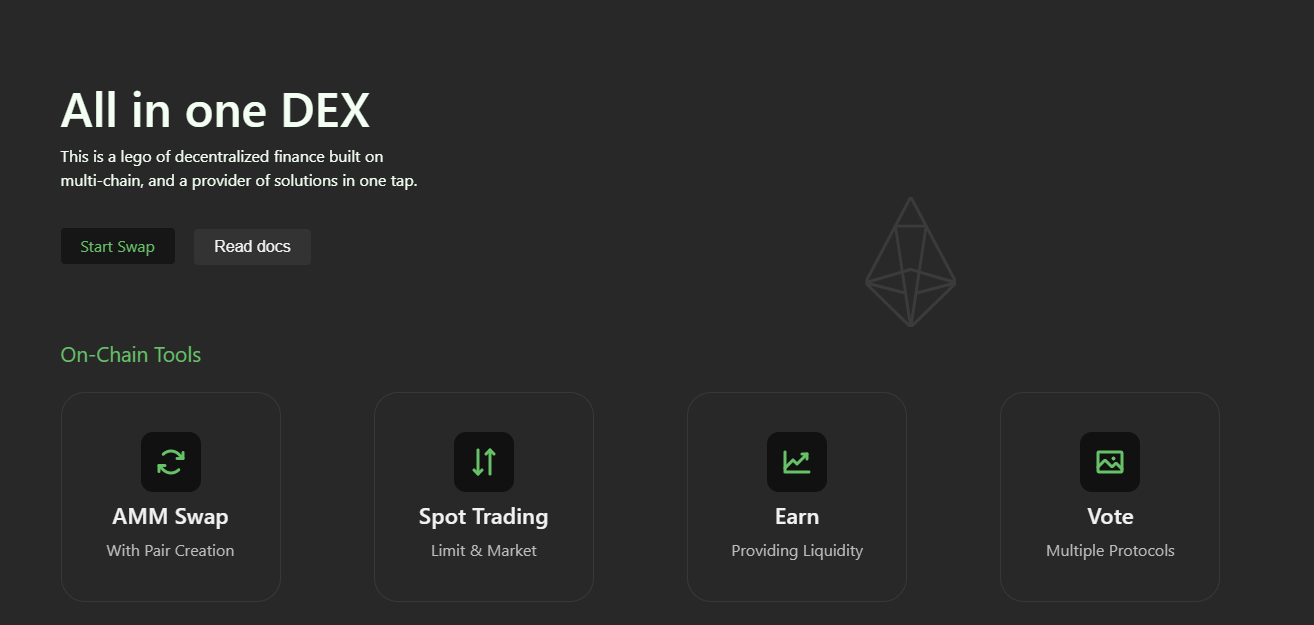 All in one DEX
This is a lego of decentralized finance built on
multi-chain, and a provider of solutions in one tap.
Start Swap
Read docs
On-Chain Tools
AMM Swap
With Pair Creation
Spot Trading
Limit & Market
Earn
Providing Liquidity
Vote
Multiple Protocols